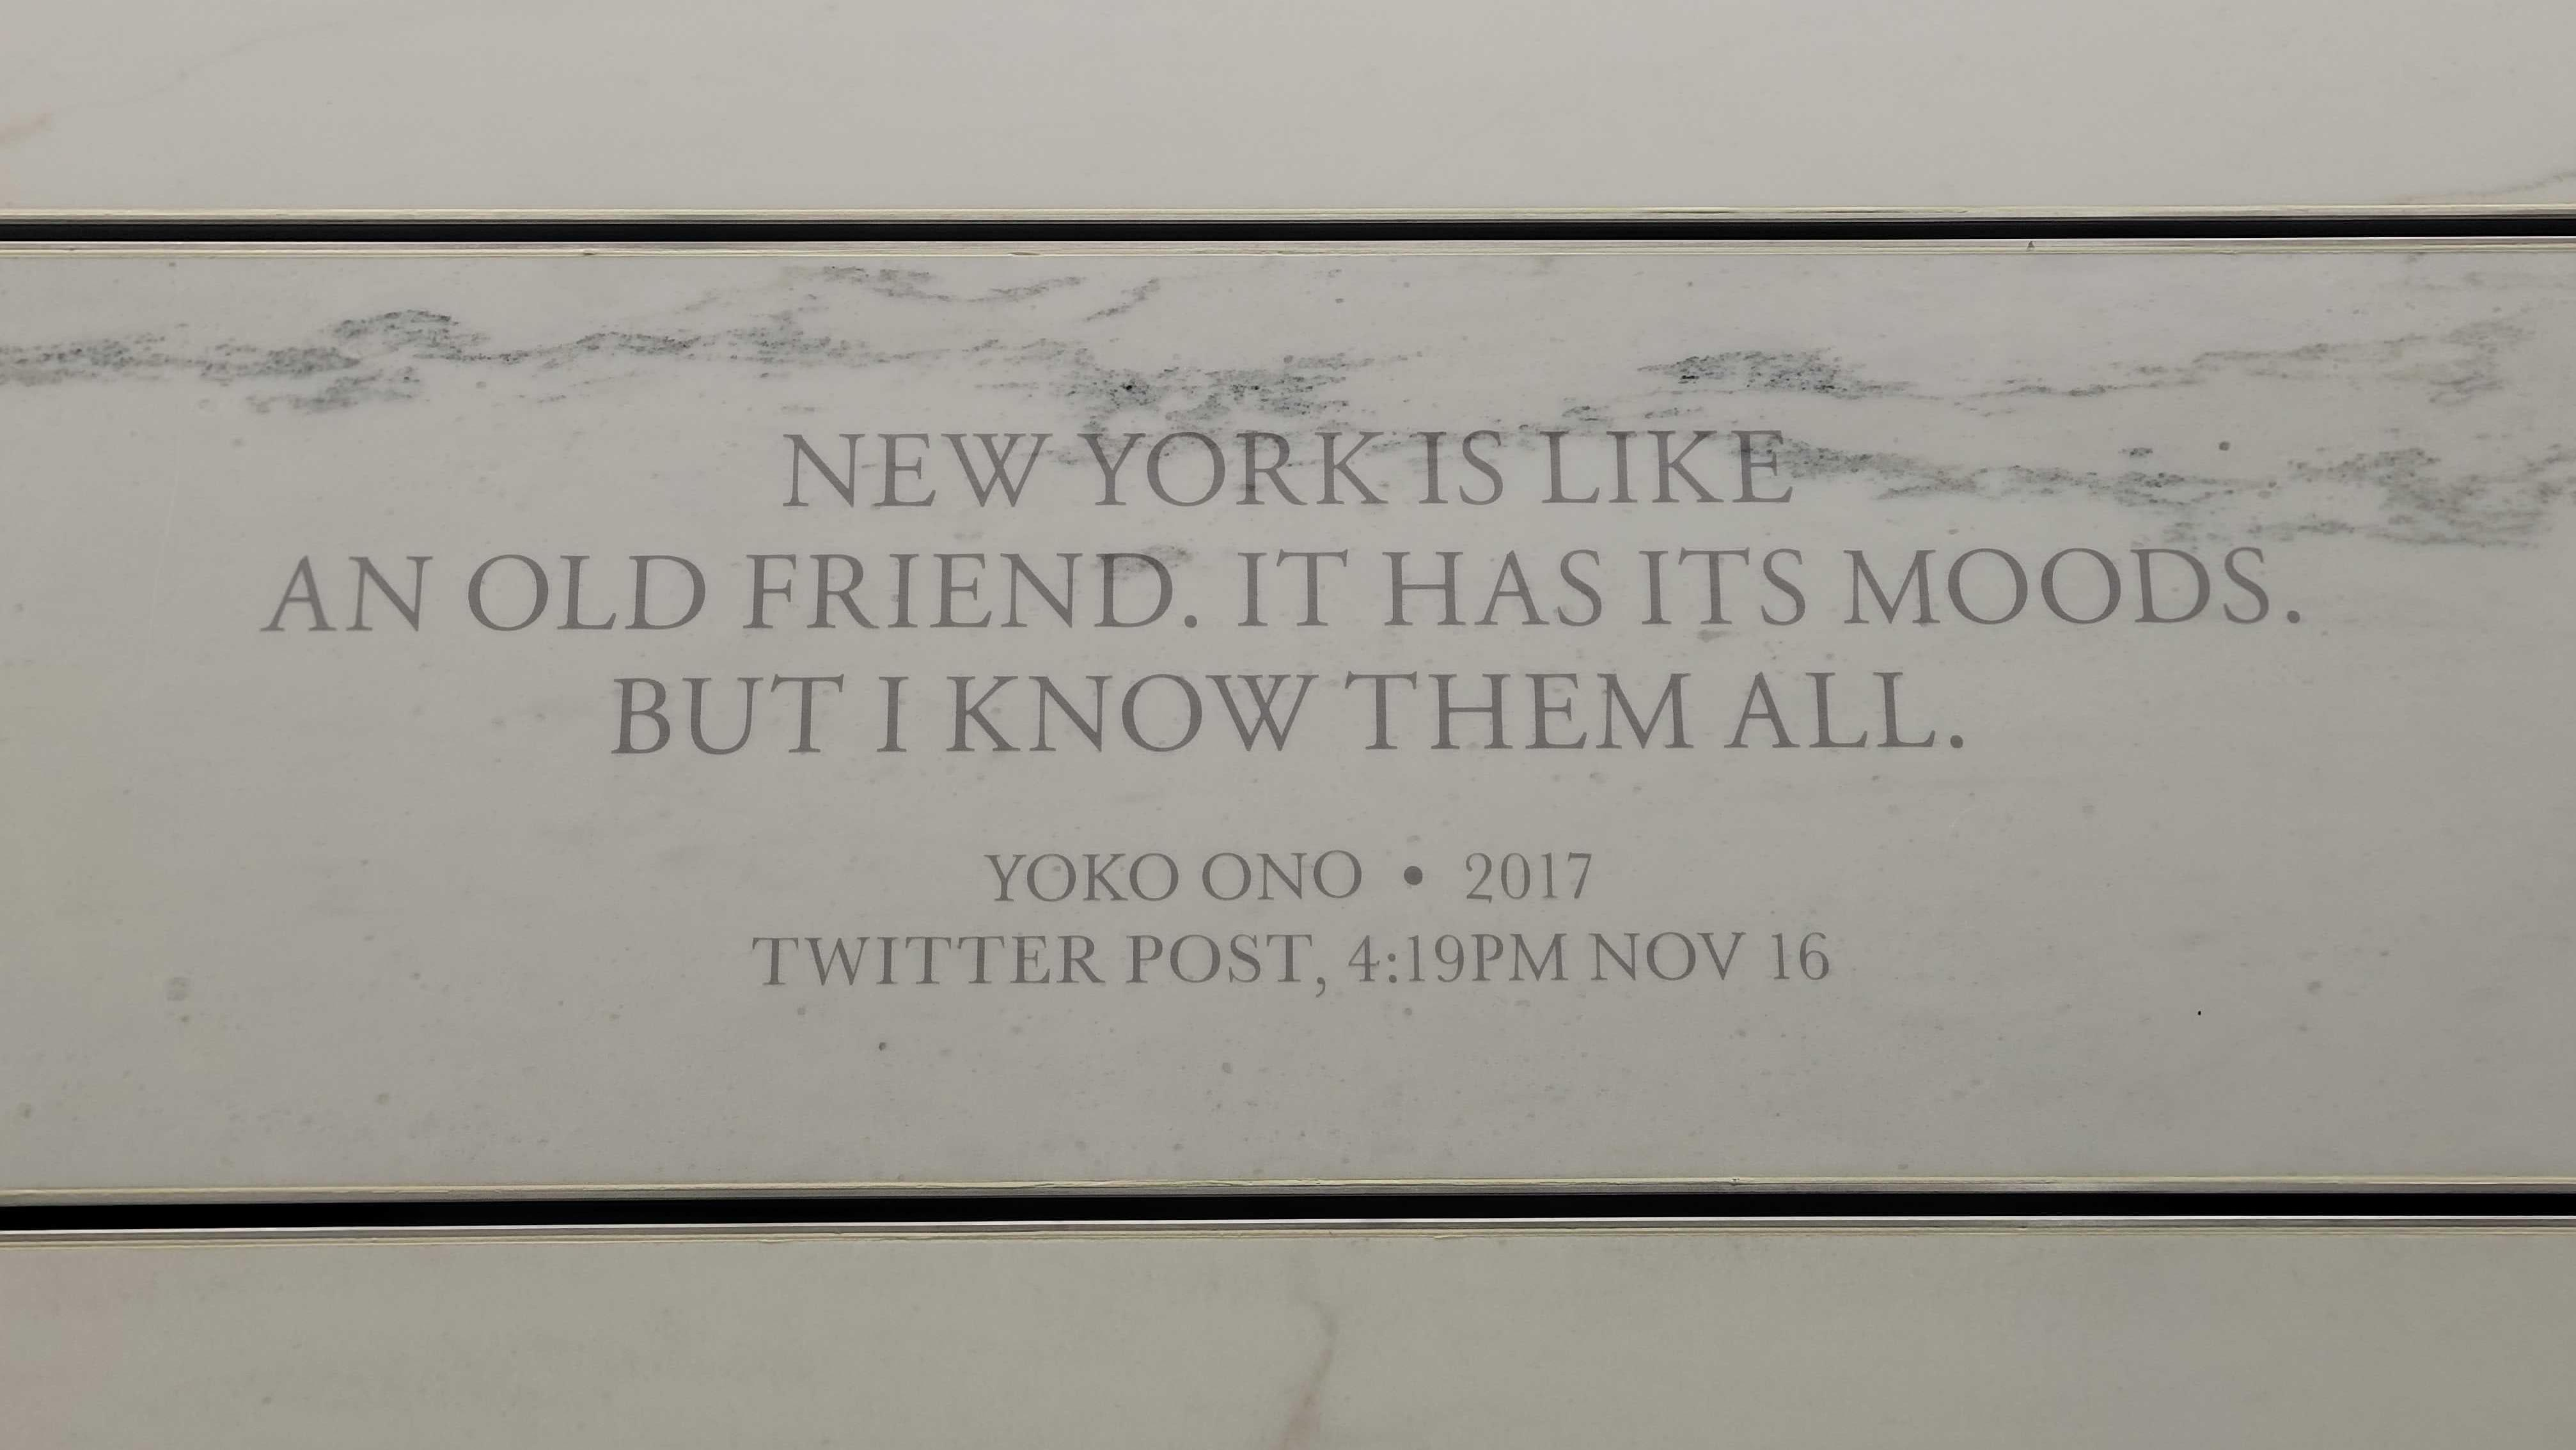 NEW YORK IS LIKE
AN OLD FRIEND. IT HAS ITS MOODS.
BUT I KNOW THEM ALL.
YOKO ONO • 2017
TWITTER POST, 4:19PM NOV 16